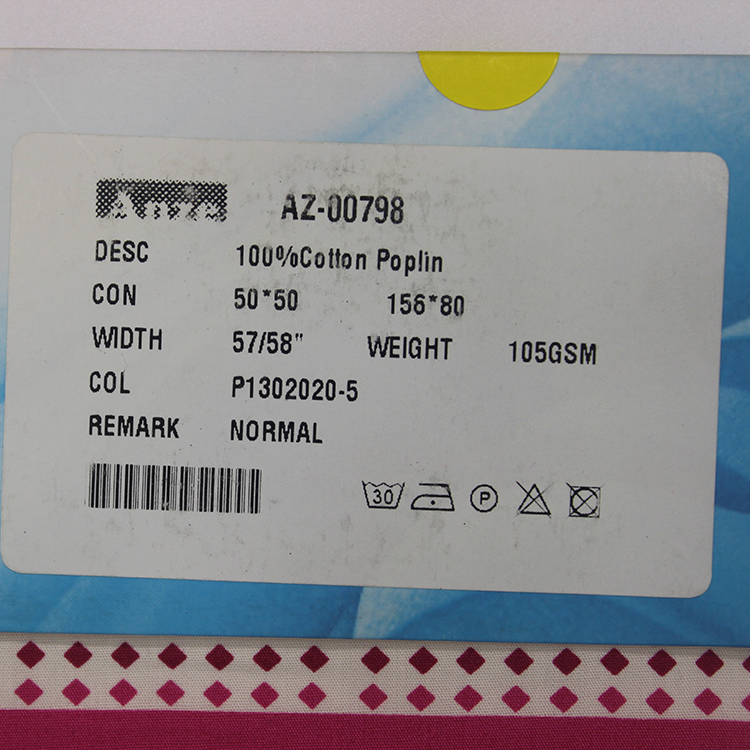 AZ-00798
DESC 100%Cotton Poplin
CON 50*50 156*80
WIDTH 57/58" WEIGHT 105GSM
COL P1302020-5
REMARK NORMAL
30 P